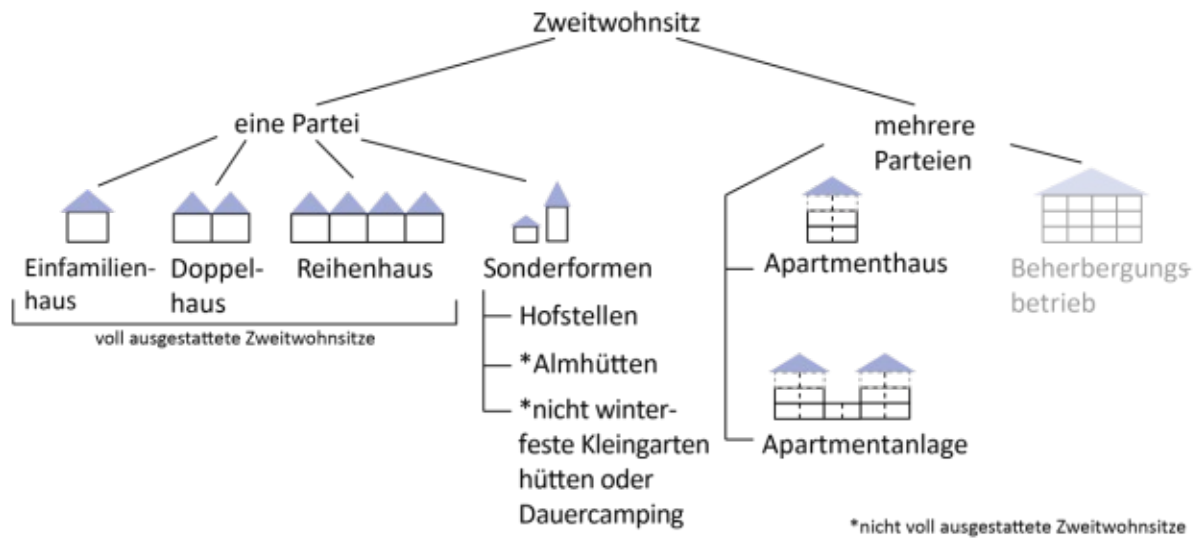 Zweitwohnsitz
eine Partei
mehrere
Parteien
Einfamilien-
haus
Doppel-
haus
Reihenhaus
voll ausgestattete Zweitwohnsitze
Sonderformen
Hofstellen
*Almhütten
*nicht winter-
feste Kleingarten
hütten oder
Dauercamping
Apartmenthaus
Apartmentanlage
Beherbergungs-
betrieb
*nicht voll ausgestattete Zweitwohnsitze